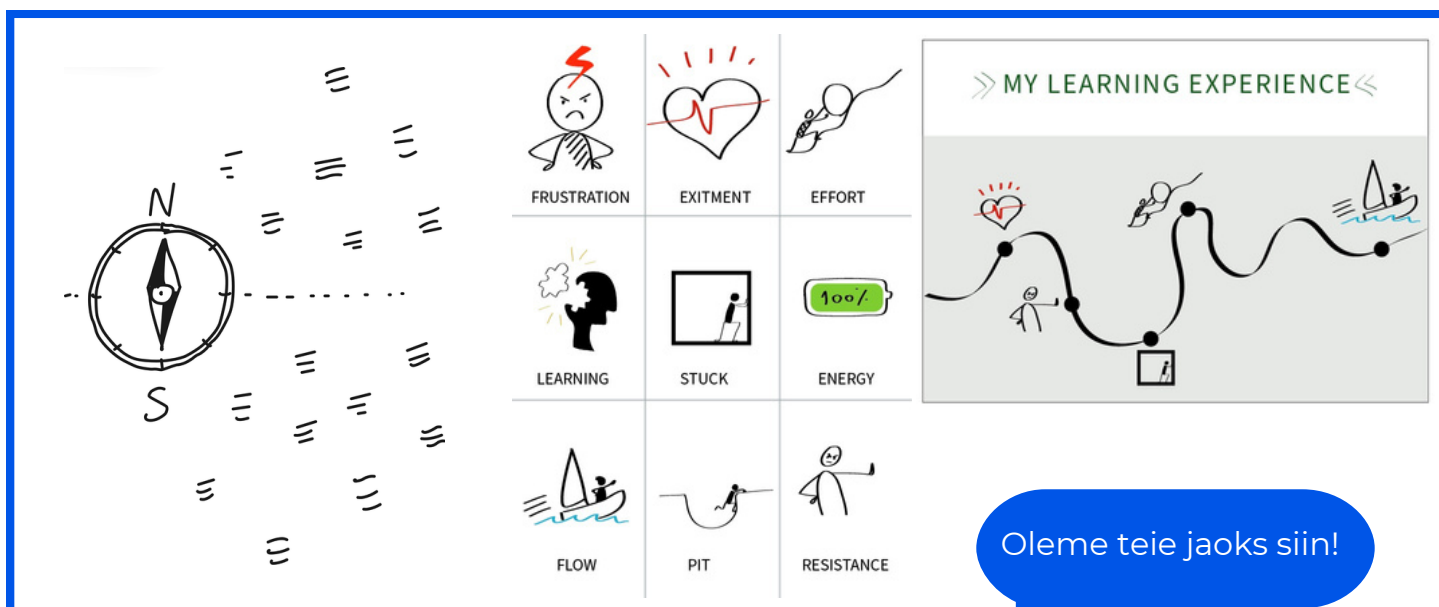 N
S
FRUSTRATION
EXITMENT
EFFORT
LEARNING
STUCK
100%
ENERGY
FLOW
PIT
RESISTANCE
>> MY LEARNING EXPERIENCE <<
Oleme teie jaoks siin!